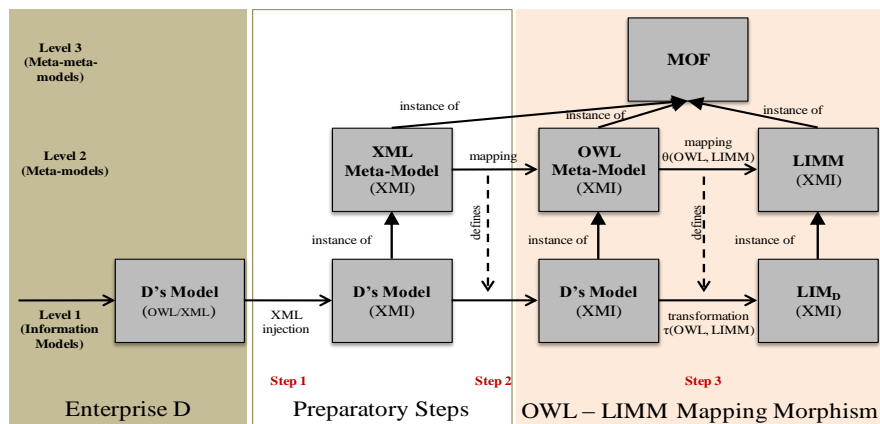 Level 3
(Meta-meta-
models)
MOF
instance of
instance of
instance of
Level 2
(Meta-models)
XML
Meta-Model
(XMI)
mapping
OWL
Meta-Model
(XMI)
mapping
θ(OWL, LIMM)
LIMM
(XMI)
defines
defines
instance of
instance of
instance of
D's Model
(OWL/XML)
D's Model
(XMI)
D's Model
(XMI)
LIMD
(XMI)
Level 1
(Information
Models)
XML
injection
transformation
τ(OWL, LIMM)
Step 1
Step 2
Step 3
Enterprise D
Preparatory Steps
OWL – LIMM Mapping Morphism